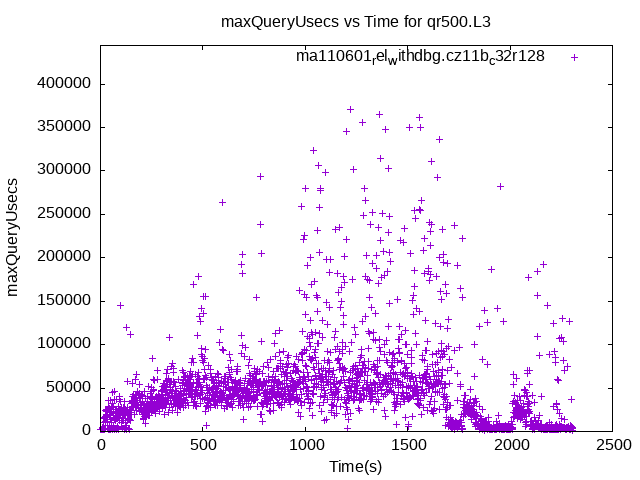 maxQueryUsecs vs Time for qr500.L3
ma110601relwithdbg.cz11bc32r128
400000
350000
300000
250000
200000
150000
100000
50000
0
maxQueryUsecs
0 500 1000 1500 2000 2500
Time(s)